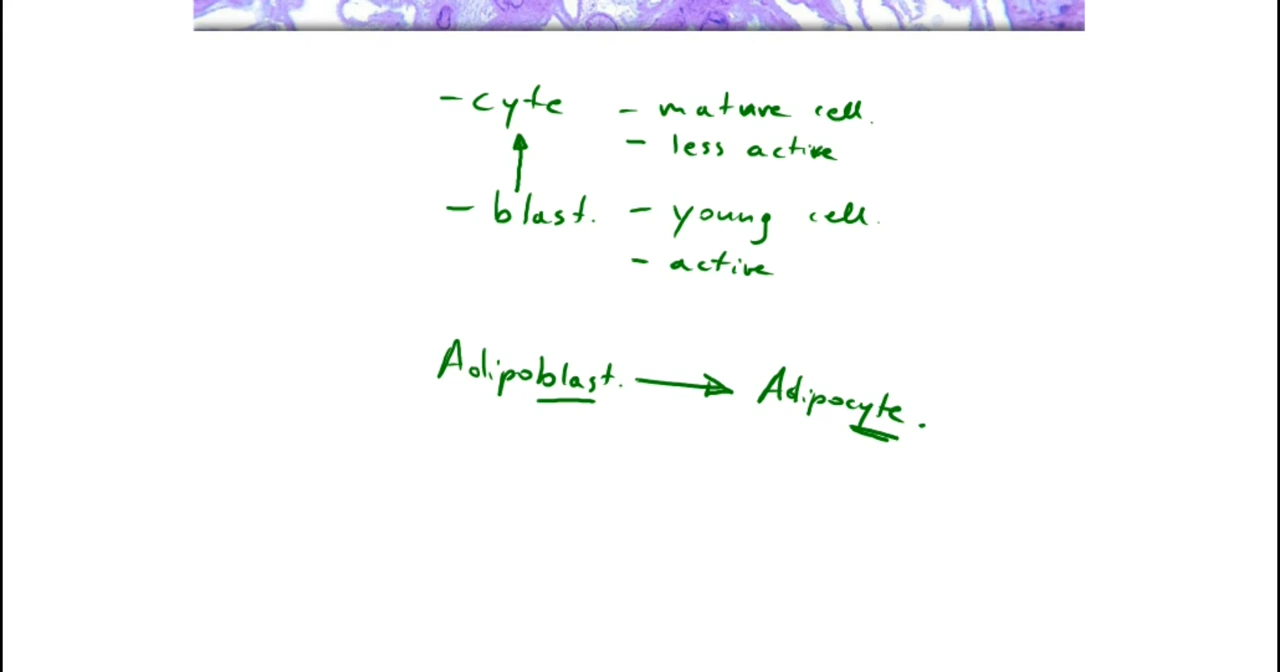 - cyte - mature cell.
- less active
- blast. - young cell.
- active
Adipoblast. → Adipocyte.